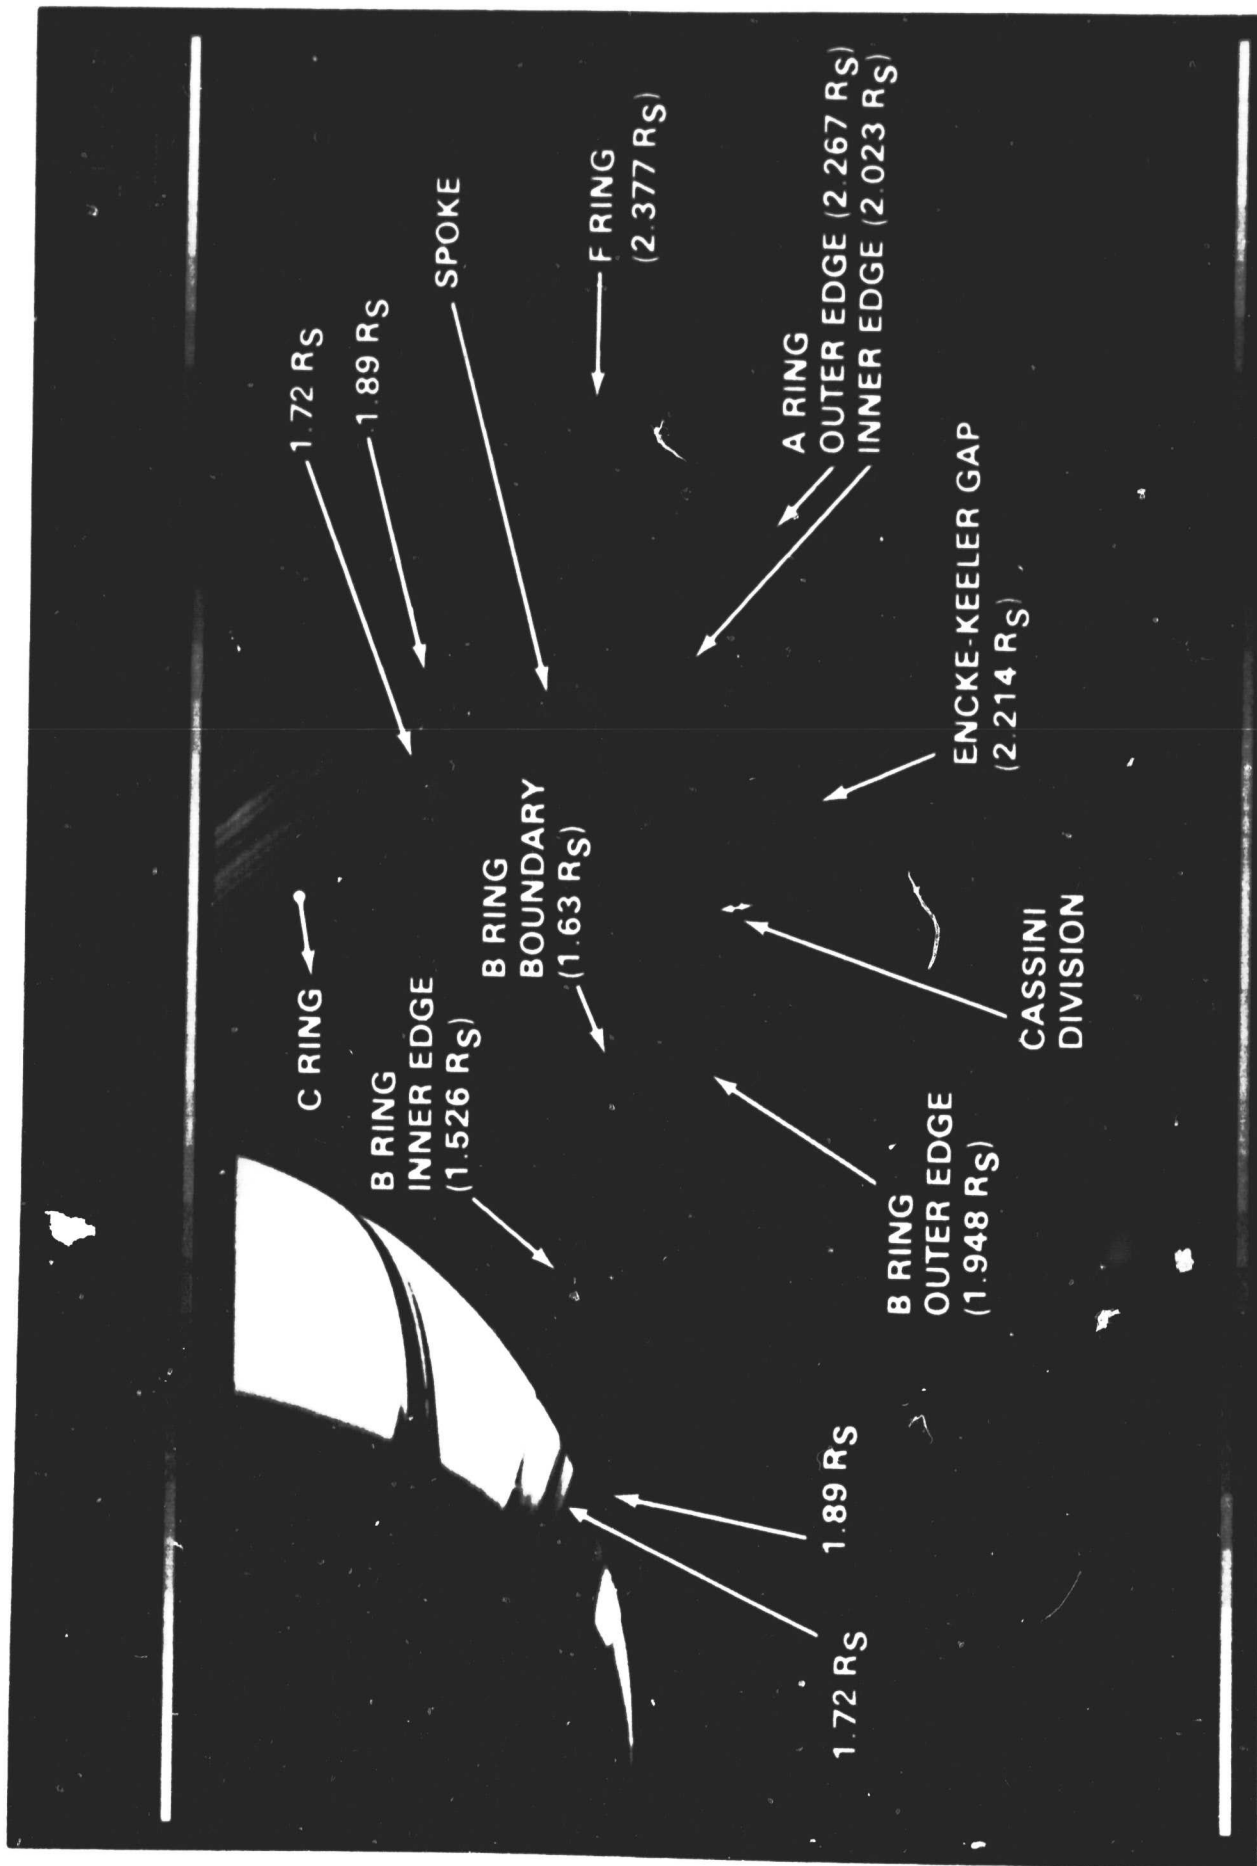 C RING
1.72 RS
1.89 RS
B RING
INNER EDGE
(1.526 RS)
SPOKE
B RING
BOUNDARY
(1.63 RS)
F RING
(2.377 RS)
A RING
OUTER EDGE (2.267 RS)
INNER EDGE (2.023 RS)
1.72 RS
1.89 RS
B RING
OUTER EDGE
(1.948 RS)
ENCKE-KEELER GAP
(2.214 RS)
CASSINI
DIVISION